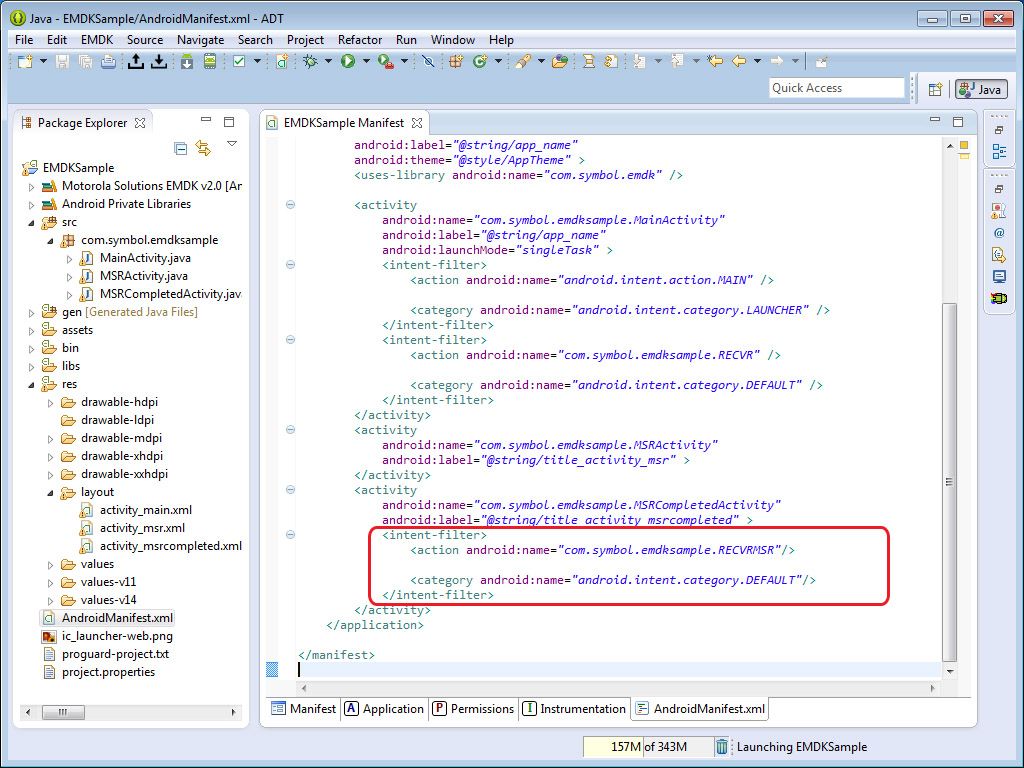 Java - EMDKSample/AndroidManifest.xml - ADT
File Edit EMDK Source Navigate Search Project Refactor Run Window Help
Quick Access
Java
Package Explorer
EMDKSample
Motorola Solutions EMDK v2.0 [An
Android Private Libraries
src
com.symbol.emdksample
MainActivity.java
MSRActivity.java
MSRCompletedActivity.java
gen [Generated Java Files]
assets
bin
libs
res
drawable-hdpi
drawable-ldpi
drawable-mdpi
drawable-xhdpi
drawable-xxhdpi
layout
activity_main.xml
activity_msr.xml
activity_msrcompleted.xml
values
values-v11
values-v14
AndroidManifest.xml
ic_launcher-web.png
proguard-project.txt
project.properties
EMDKSample Manifest
android:label="@string/app_name"
android:theme="@style/AppTheme" >
<uses-library android:name="com.symbol.emdk" />
<activity
android:name="com.symbol.emdksample.MainActivity"
android:label="@string/app_name"
android:launchMode="singleTask" >
<intent-filter>
<action android:name="android.intent.action.MAIN" />
<category android:name="android.intent.category.LAUNCHER" />
</intent-filter>
<intent-filter>
<action android:name="com.symbol.emdksample.RECVR" />
<category android:name="android.intent.category.DEFAULT" />
</intent-filter>
</activity>
<activity
android:name="com.symbol.emdksample.MSRActivity"
android:label="@string/title_activity_msr" >
</activity>
<activity
android:name="com.symbol.emdksample.MSRCompletedActivity"
android:label="@string/title_activity_msrcompleted" >
<intent-filter>
<action android:name="com.symbol.emdksample.RECVRMSR"/>
<category android:name="android.intent.category.DEFAULT"/>
</intent-filter>
</activity>
</application>
</manifest>
Manifest A Application P Permissions I Instrumentation AndroidManifest.xml
157M of 343M Launching EMDKSample